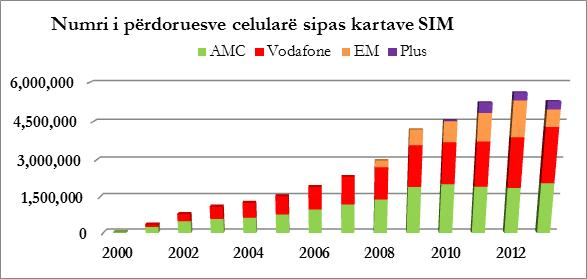 Numri i përdoruesve celularë sipas kartave SIM
AMC Vodafone EM Plus
6,000,000
4,500,000
3,000,000
1,500,000
0
2000 2002 2004 2006 2008 2010 2012